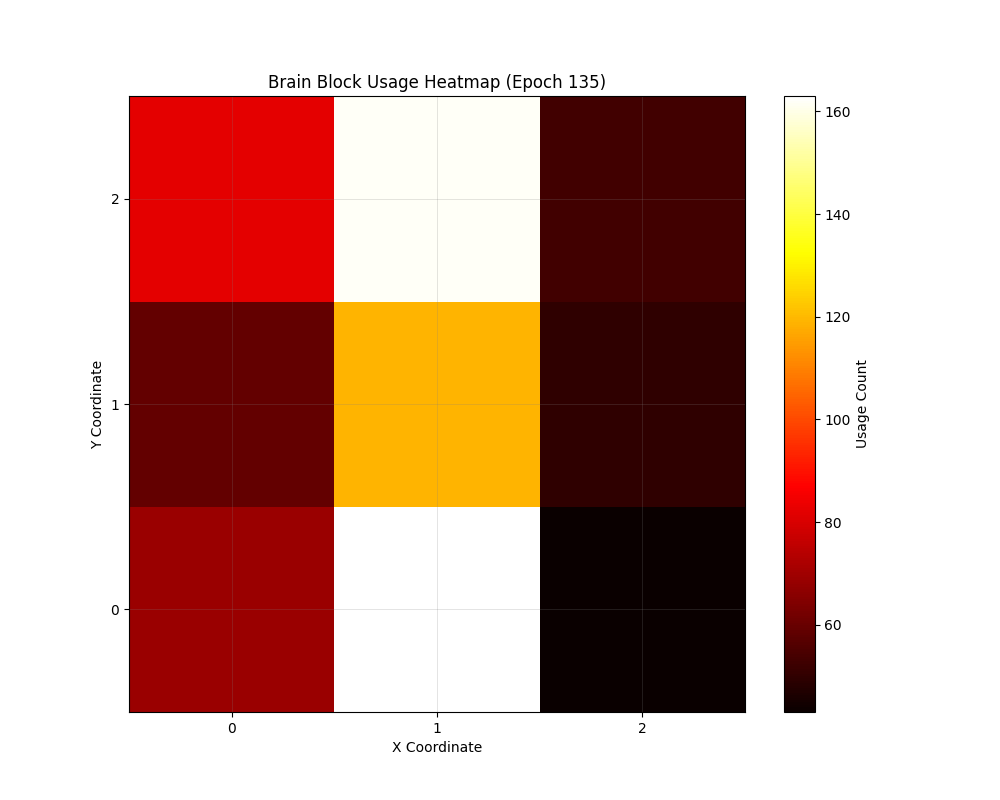 Brain Block Usage Heatmap (Epoch 135)
160
140
120
100
80
60
Usage Count
2
1
0
Y Coordinate
0 1 2
X Coordinate